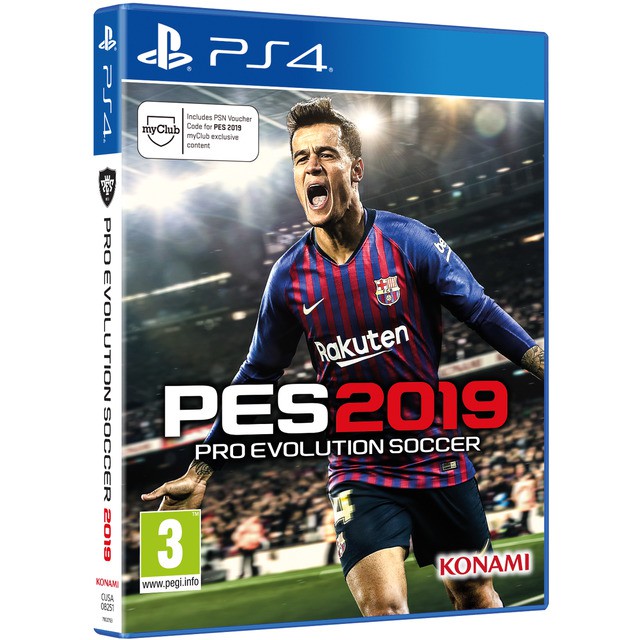 PS4
myClub
Includes PSN Voucher
Code for PES 2019
myClub exclusive
content
Rakuten
PES2019
PRO EVOLUTION SOCCER
3
www.pegi.info
KONAMI
PS4
PRO EVOLUTION SOCCER 2019
KONAMI
CUSA
08251